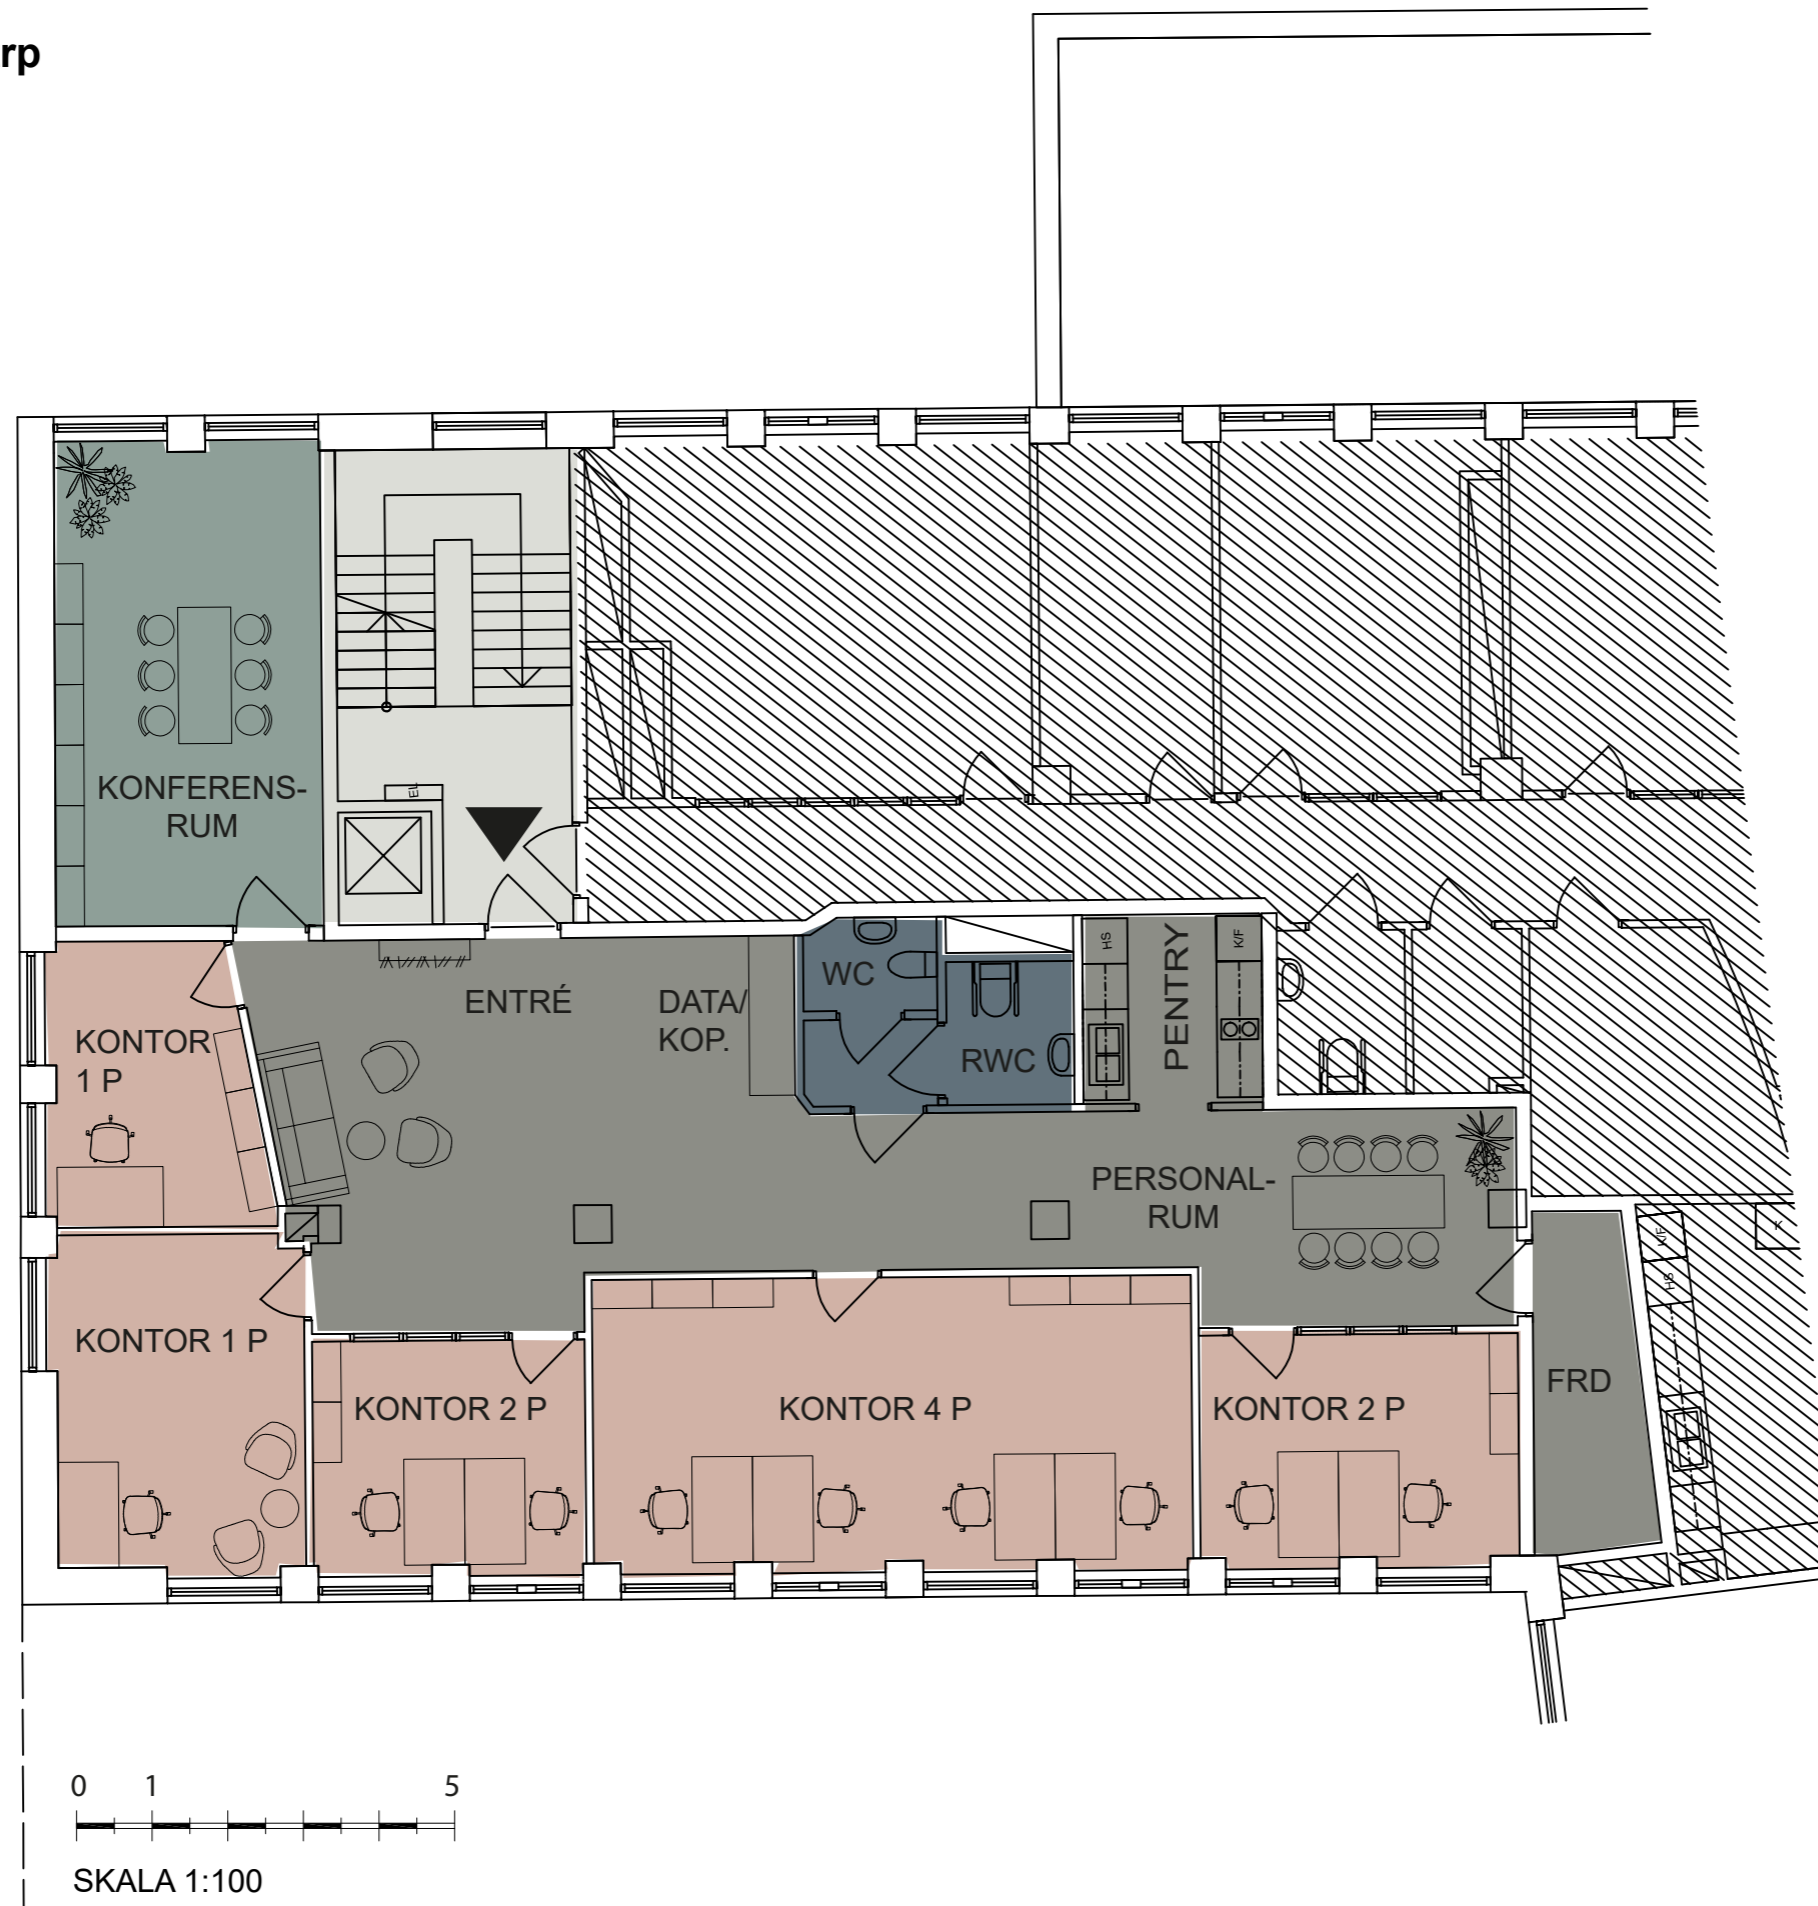 rp
KONFERENS-
RUM
EL
WC
HS
PENTRY
K/F
ENTRÉ
DATA/
KOP.
RWC
KONTOR
1 P
PERSONAL-
RUM
K/F
HS
K
KONTOR 1 P
KONTOR 2 P
KONTOR 4 P
KONTOR 2 P
FRD
0 1 5
SKALA 1:100